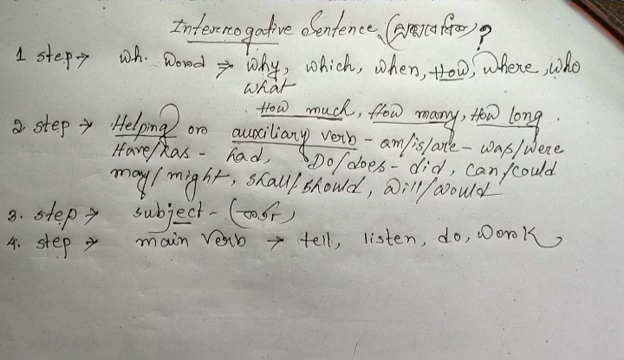 Interrogative Sentence (প্রশ্নবোধক) ?
1 step → wh. word → why, which, when, How, where, who
what
How much, How many, How long.
2 step → Helping or auxiliary verb - am/is/are - was/were
Have/has - had, Do/does - did, can/could
may/might, shall/should, will/would
3. step → subject - (কর্তা)
4. step → main verb → tell, listen, do, work,